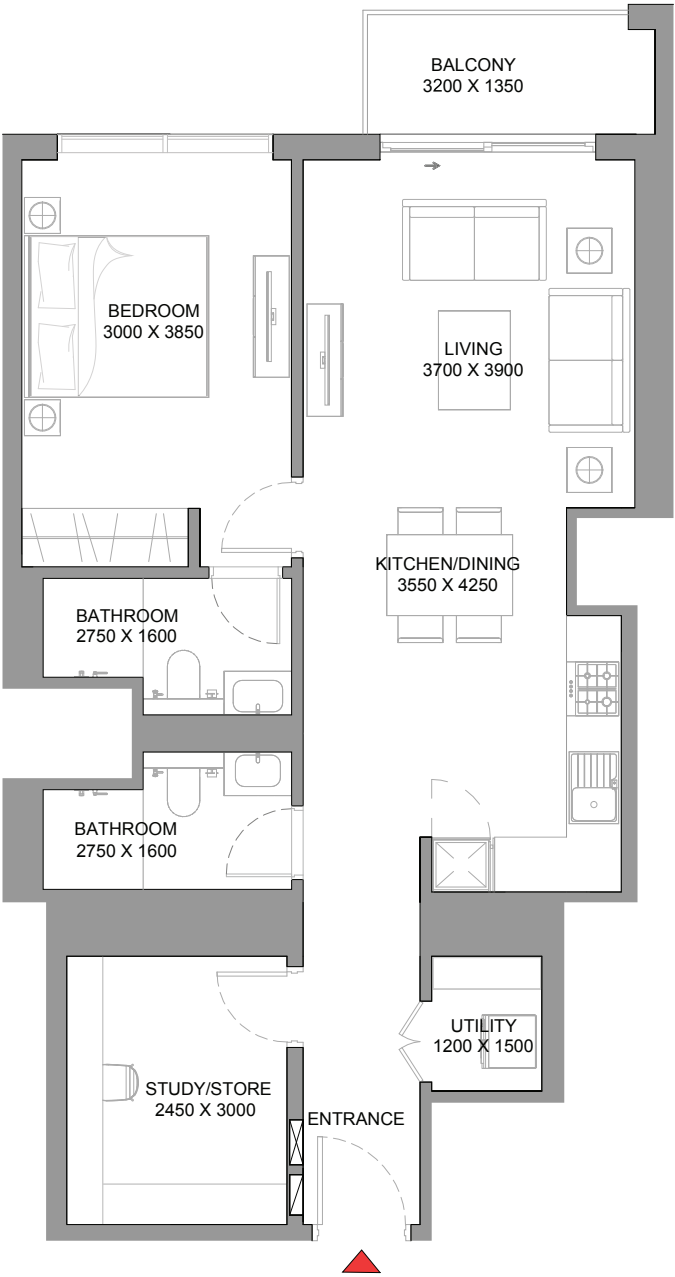 BALCONY
3200 X 1350
BEDROOM
3000 X 3850
LIVING
3700 X 3900
KITCHEN/DINING
3550 X 4250
BATHROOM
2750 X 1600
BATHROOM
2750 X 1600
UTILITY
1200 X 1500
STUDY/STORE
2450 X 3000
ENTRANCE